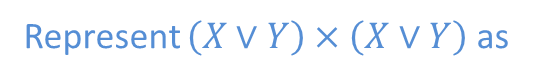 Represent (X ∨ Y) × (X ∨ Y) as